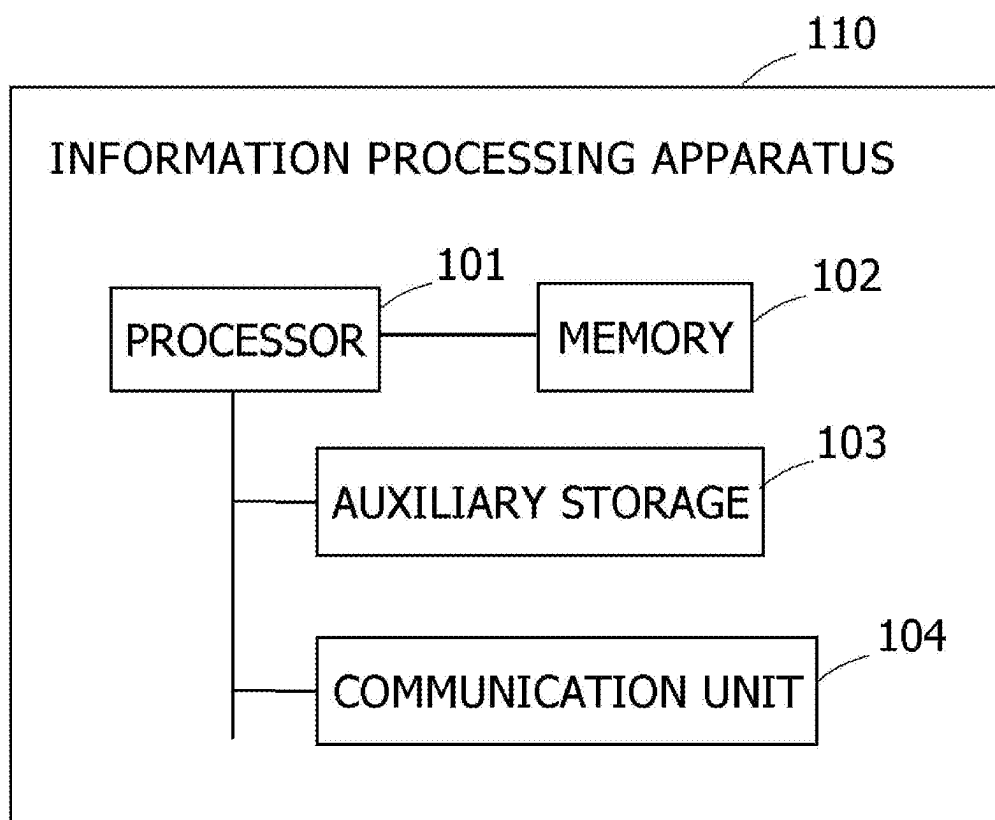 110
INFORMATION PROCESSING APPARATUS
101
102
PROCESSOR
MEMORY
103
AUXILIARY STORAGE
104
COMMUNICATION UNIT